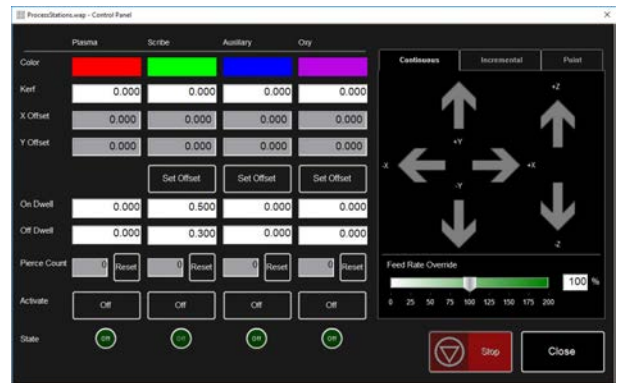 ProcessStations.wap - Control Panel
Plasma Scribe Auxiliary Oxy
Color
Kerf 0.000 0.000 0.000 0.000
X Offset 0.000 0.000 0.000 0.000
Y Offset 0.000 0.000 0.000 0.000
Set Offset Set Offset Set Offset
On Dwell 0.000 0.500 0.000 0.000
Off Dwell 0.000 0.300 0.000 0.000
Pierce Count 0 Reset 0 Reset 0 Reset 0 Reset
Activate Off Off Off Off
State Off Off Off Off
Continuous Incremental Point
+Z
+Y
-X +X
-Y
-Z
Feed Rate Override
100 %
0 25 50 75 100 125 150 175 200
Stop Close